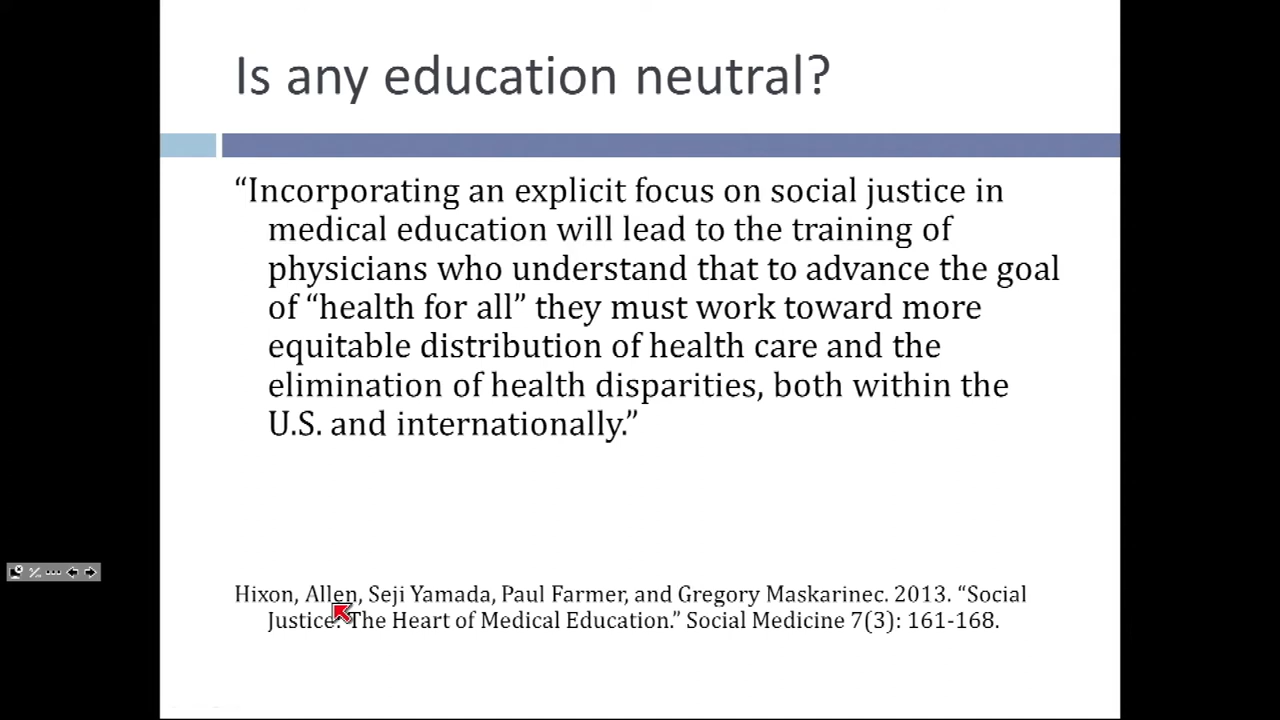 Is any education neutral?
“Incorporating an explicit focus on social justice in
medical education will lead to the training of
physicians who understand that to advance the goal
of “health for all” they must work toward more
equitable distribution of health care and the
elimination of health disparities, both within the
U.S. and internationally.”
Hixon, Allen, Seji Yamada, Paul Farmer, and Gregory Maskarinec. 2013. “Social
Justice: The Heart of Medical Education.” Social Medicine 7(3): 161-168.